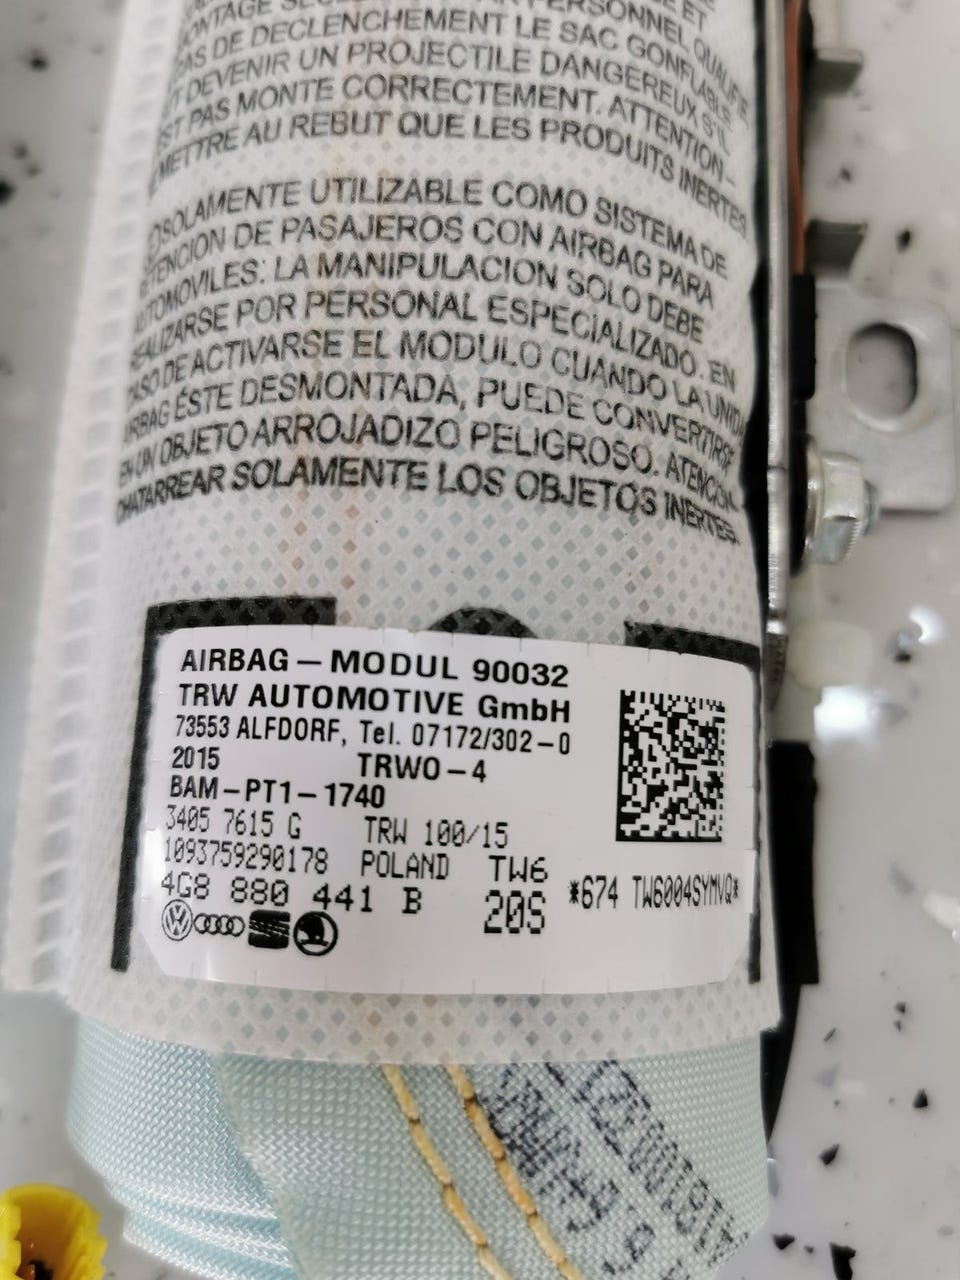 MONTAGE
PERSONNEL QUALIFIE
PAS DE DECLENCHEMENT LE SAC GONFLABLE
DEVENIR UN PROJECTILE DANGEREUX S'IL
EST PAS MONTE CORRECTEMENT. ATTENTION-
METTRE AU REBUT QUE LES PRODUITS INERTES
SOLAMENTE UTILIZABLE COMO SISTEMA DE
RETENCION DE PASAJEROS CON AIRBAG PARA
AUTOMOVILES: LA MANIPULACION SOLO DEBE
REALIZARSE POR PERSONAL ESPECIALIZADO. EN
CASO DE ACTIVARSE EL MODULO CUANDO LA UNIDA
AIRBAG ÉSTE DESMONTADA, PUEDE CONVERTIRSE
EN UN OBJETO ARROJADIZO PELIGROSO. ATENCION-
CHATARREAR SOLAMENTE LOS OBJETOS INERTES.
AIRBAG – MODUL 90032
TRW AUTOMOTIVE GmbH
73553 ALFDORF, Tel. 07172/302-0
2015 TRWO-4
BAM-PT1-1740
3405 7615 G TRW 100/15
1093759290178 POLAND TW6
4G8 880 441 B 20S *674 TW6004SYMVQ*